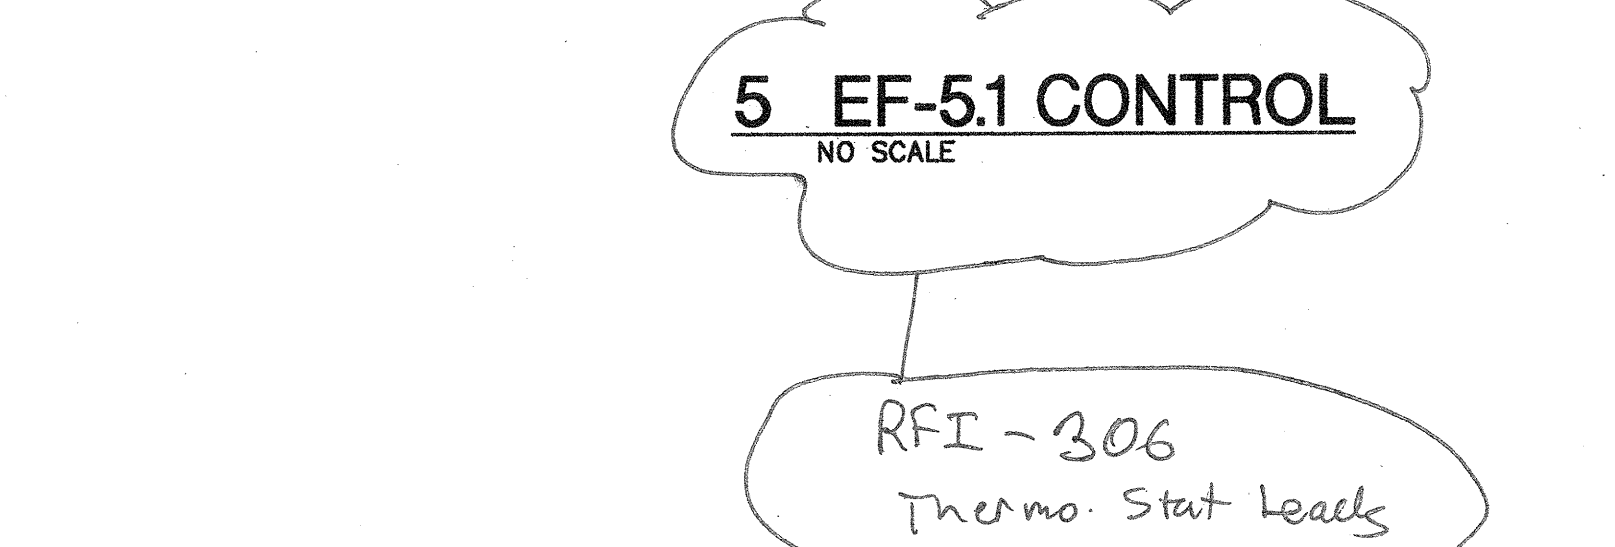 5 EF-5.1 CONTROL
NO SCALE
RFI - 306
Thermo. Stat Leads